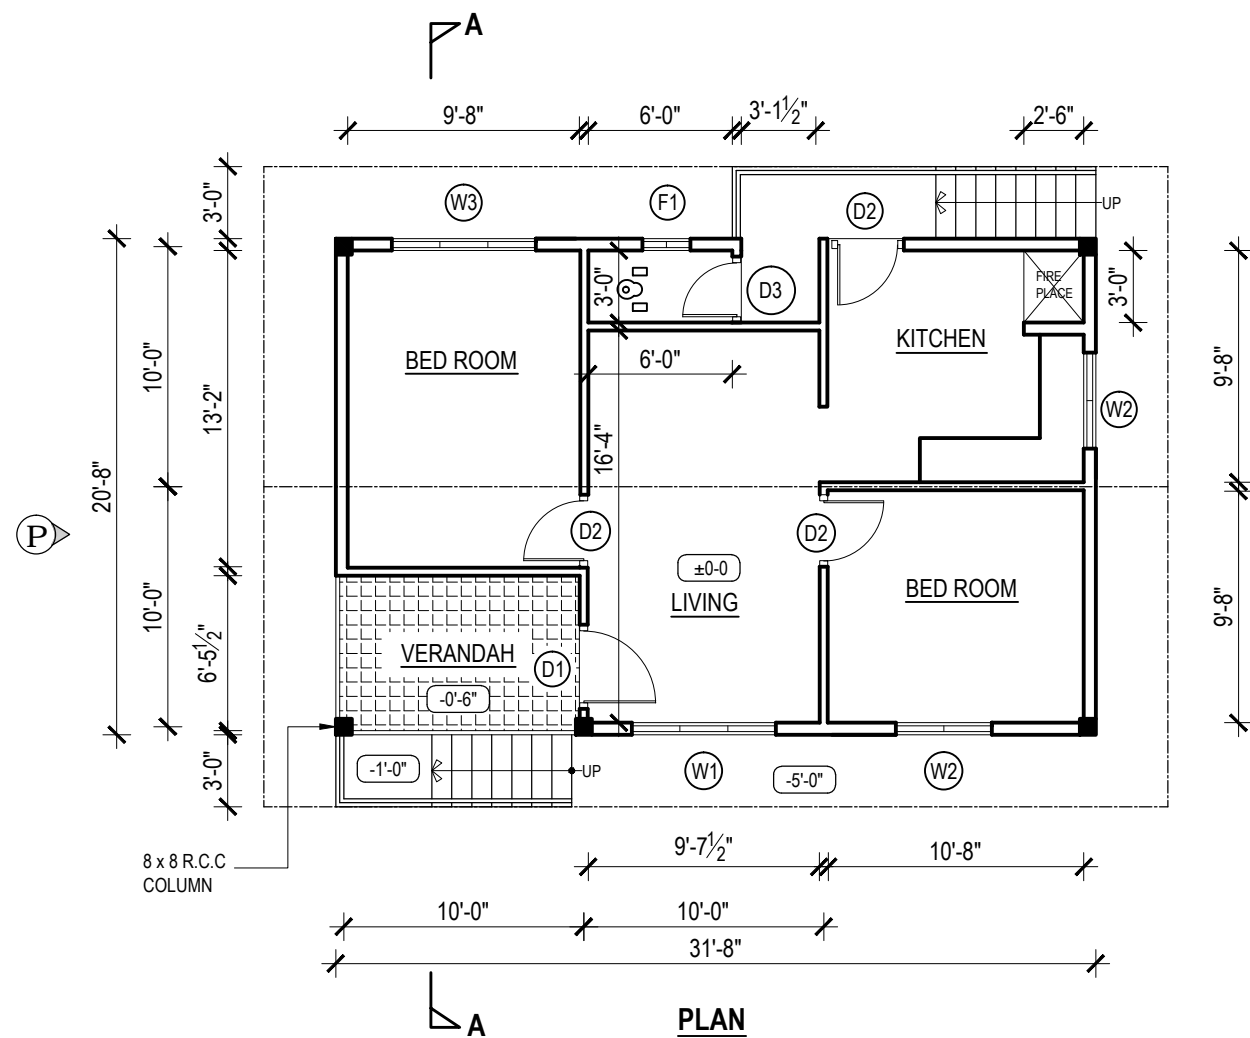 A
9'-8"
6'-0"
3'-1½"
2'-6"
3'-0"
W3
F1
D2
UP
3'-0"
D3
FIRE
PLACE
3'-0"
KITCHEN
BED ROOM
6'-0"
10'-0"
13'-2"
9'-8"
W2
16'-4"
20'-8"
P
D2
D2
±0-0
LIVING
BED ROOM
10'-0"
6'-5½"
9'-8"
VERANDAH
D1
-0'-6"
3'-0"
-1'-0"
UP
W1
-5'-0"
W2
8 x 8 R.C.C
COLUMN
9'-7½"
10'-8"
10'-0"
10'-0"
31'-8"
A
PLAN